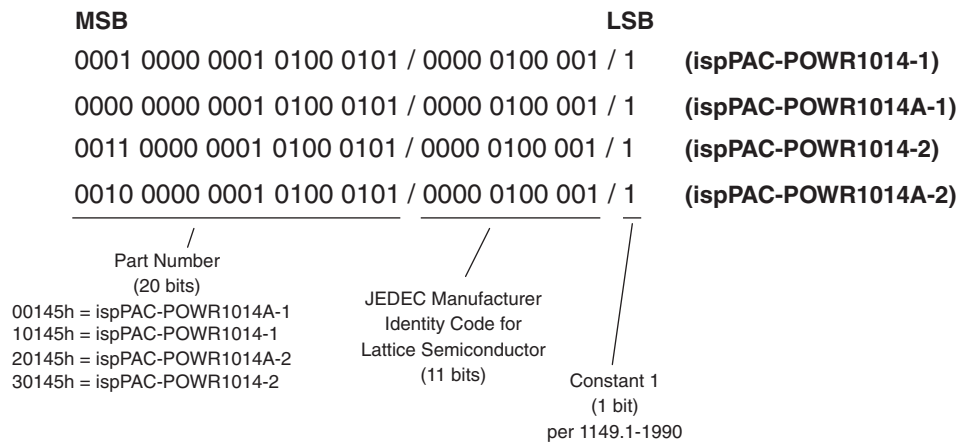 MSB LSB
0001 0000 0001 0100 0101 / 0000 0100 001 / 1 (ispPAC-POWR1014-1)
0000 0000 0001 0100 0101 / 0000 0100 001 / 1 (ispPAC-POWR1014A-1)
0011 0000 0001 0100 0101 / 0000 0100 001 / 1 (ispPAC-POWR1014-2)
0010 0000 0001 0100 0101 / 0000 0100 001 / 1 (ispPAC-POWR1014A-2)
Part Number
(20 bits)
00145h = ispPAC-POWR1014A-1
10145h = ispPAC-POWR1014-1
20145h = ispPAC-POWR1014A-2
30145h = ispPAC-POWR1014-2
JEDEC Manufacturer
Identity Code for
Lattice Semiconductor
(11 bits)
Constant 1
(1 bit)
per 1149.1-1990